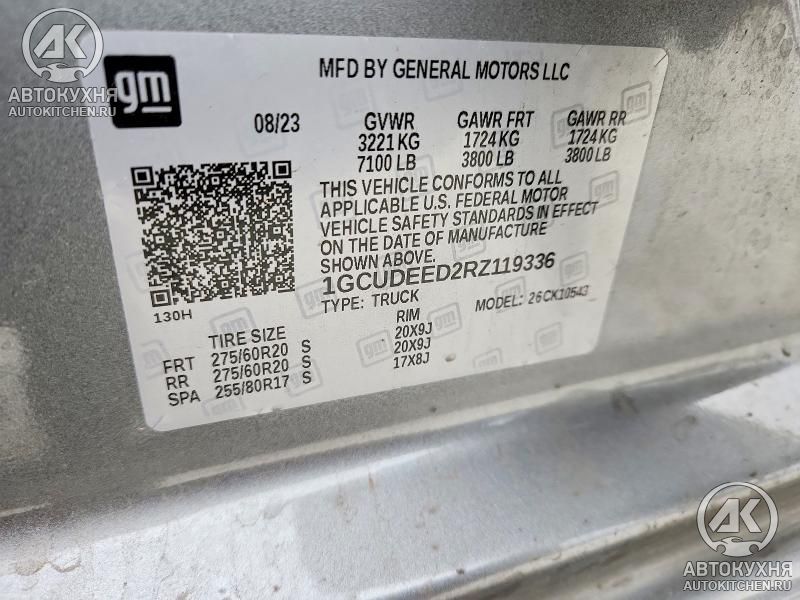 АК
АВТОКУХНЯ
AUTOKITCHEN.RU
gm
MFD BY GENERAL MOTORS LLC
08/23 GVWR GAWR FRT GAWR RR
3221 KG 1724 KG 1724 KG
7100 LB 3800 LB 3800 LB
THIS VEHICLE CONFORMS TO ALL
APPLICABLE U.S. FEDERAL MOTOR
VEHICLE SAFETY STANDARDS IN EFFECT
ON THE DATE OF MANUFACTURE
SHOWN ABOVE.
1GCUDEED2RZ119336
TYPE: TRUCK MODEL: 26CK10543
130H
TIRE SIZE RIM
FRT 275/60R20 S 20X9J
RR 275/60R20 S 20X9J
SPA 255/80R17 S 17X8J
АК
АВТОКУХНЯ
AUTOKITCHEN.RU